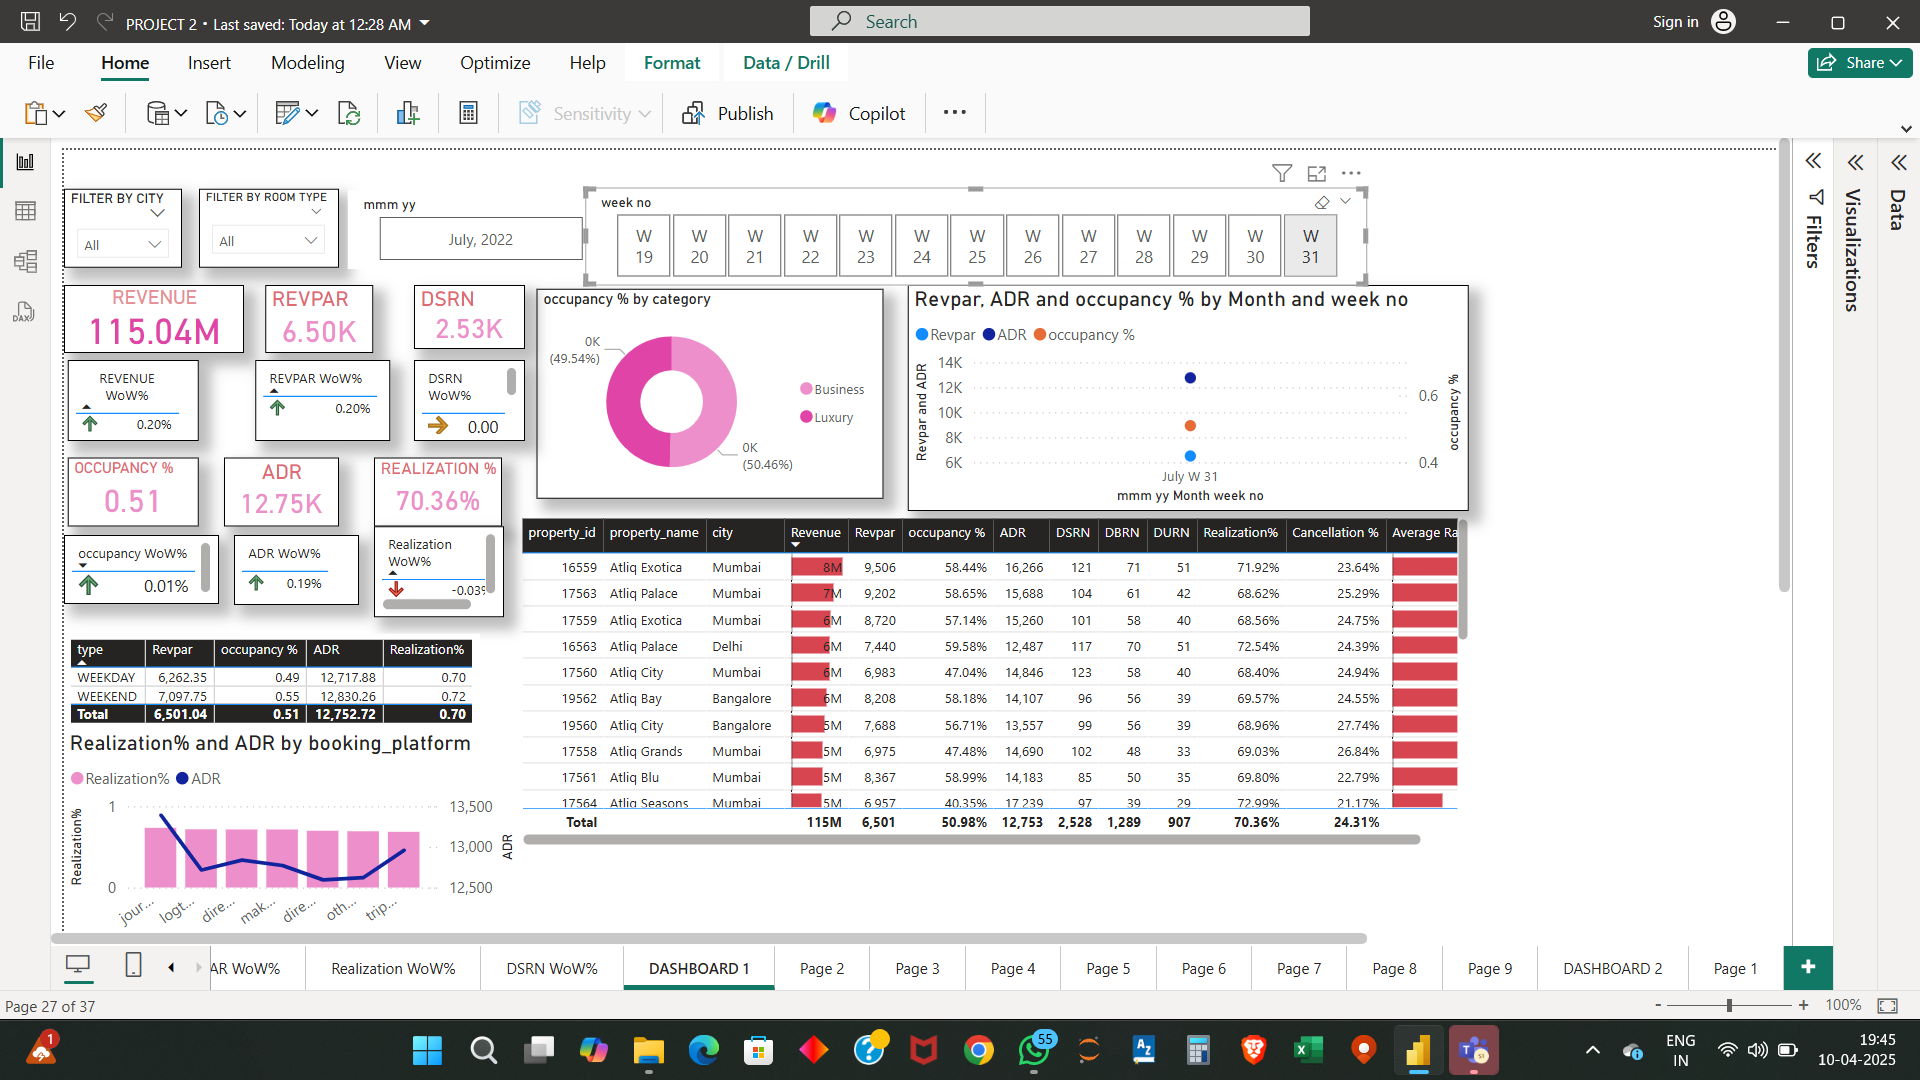 PROJECT 2 • Last saved: Today at 12:28 AM
Search
Sign in
File Home Insert Modeling View Optimize Help Format Data / Drill
Share
Sensitivity
Publish
Copilot
FILTER BY CITY
All
FILTER BY ROOM TYPE
All
mmm yy
July, 2022
week no
W 19
W 20
W 21
W 22
W 23
W 24
W 25
W 26
W 27
W 28
W 29
W 30
W 31
Filters
Visualizations
Data
REVENUE
115.04M
REVPAR
6.50K
DSRN
2.53K
REVENUE WoW%
0.20%
REVPAR WoW%
0.20%
DSRN WoW%
0.00
OCCUPANCY %
0.51
ADR
12.75K
REALIZATION %
70.36%
occupancy WoW%
0.01%
ADR WoW%
0.19%
Realization WoW%
-0.03
occupancy % by category
0K
(49.54%)
0K
(50.46%)
Business
Luxury
Revpar, ADR and occupancy % by Month and week no
Revpar ADR occupancy %
Revpar and ADR
14K
12K
10K
8K
6K
0.6
0.4
occupancy %
July W 31
mmm yy Month week no
property_id property_name city Revenue Revpar occupancy % ADR DSRN DBRN DURN Realization% Cancellation % Average Ra
16559 Atliq Exotica Mumbai 8M 9,506 58.44% 16,266 121 71 51 71.92% 23.64%
17563 Atliq Palace Mumbai 7M 9,202 58.65% 15,688 104 61 42 68.62% 25.29%
17559 Atliq Exotica Mumbai 6M 8,720 57.14% 15,260 101 58 40 68.56% 24.75%
16563 Atliq Palace Delhi 6M 7,440 59.58% 12,487 117 70 51 72.54% 24.39%
17560 Atliq City Mumbai 6M 6,983 47.04% 14,846 123 58 40 68.40% 24.94%
19562 Atliq Bay Bangalore 6M 8,208 58.18% 14,107 96 56 39 69.57% 24.55%
19560 Atliq City Bangalore 5M 7,688 56.71% 13,557 99 56 39 68.96% 27.74%
17558 Atliq Grands Mumbai 5M 6,975 47.48% 14,690 102 48 33 69.03% 26.84%
17561 Atliq Blu Mumbai 5M 8,367 58.99% 14,183 85 50 35 69.80% 22.79%
17564 Atliq Seasons Mumbai 5M 6,957 40.35% 17,239 97 39 29 72.99% 21.17%
Total 115M 6,501 50.98% 12,753 2,528 1,289 907 70.36% 24.31%
type Revpar occupancy % ADR Realization%
WEEKDAY 6,262.35 0.49 12,717.88 0.70
WEEKEND 7,097.75 0.55 12,830.26 0.72
Total 6,501.04 0.51 12,752.72 0.70
Realization% and ADR by booking_platform
Realization% ADR
Realization%
1
0
13,500
13,000
12,500
ADR
jour... logt... dire... mak... dire... oth... trip...
AR WoW% Realization WoW% DSRN WoW% DASHBOARD 1 Page 2 Page 3 Page 4 Page 5 Page 6 Page 7 Page 8 Page 9 DASHBOARD 2 Page 1
Page 27 of 37
- + 100%
1
55
ENG
IN
19:45
10-04-2025